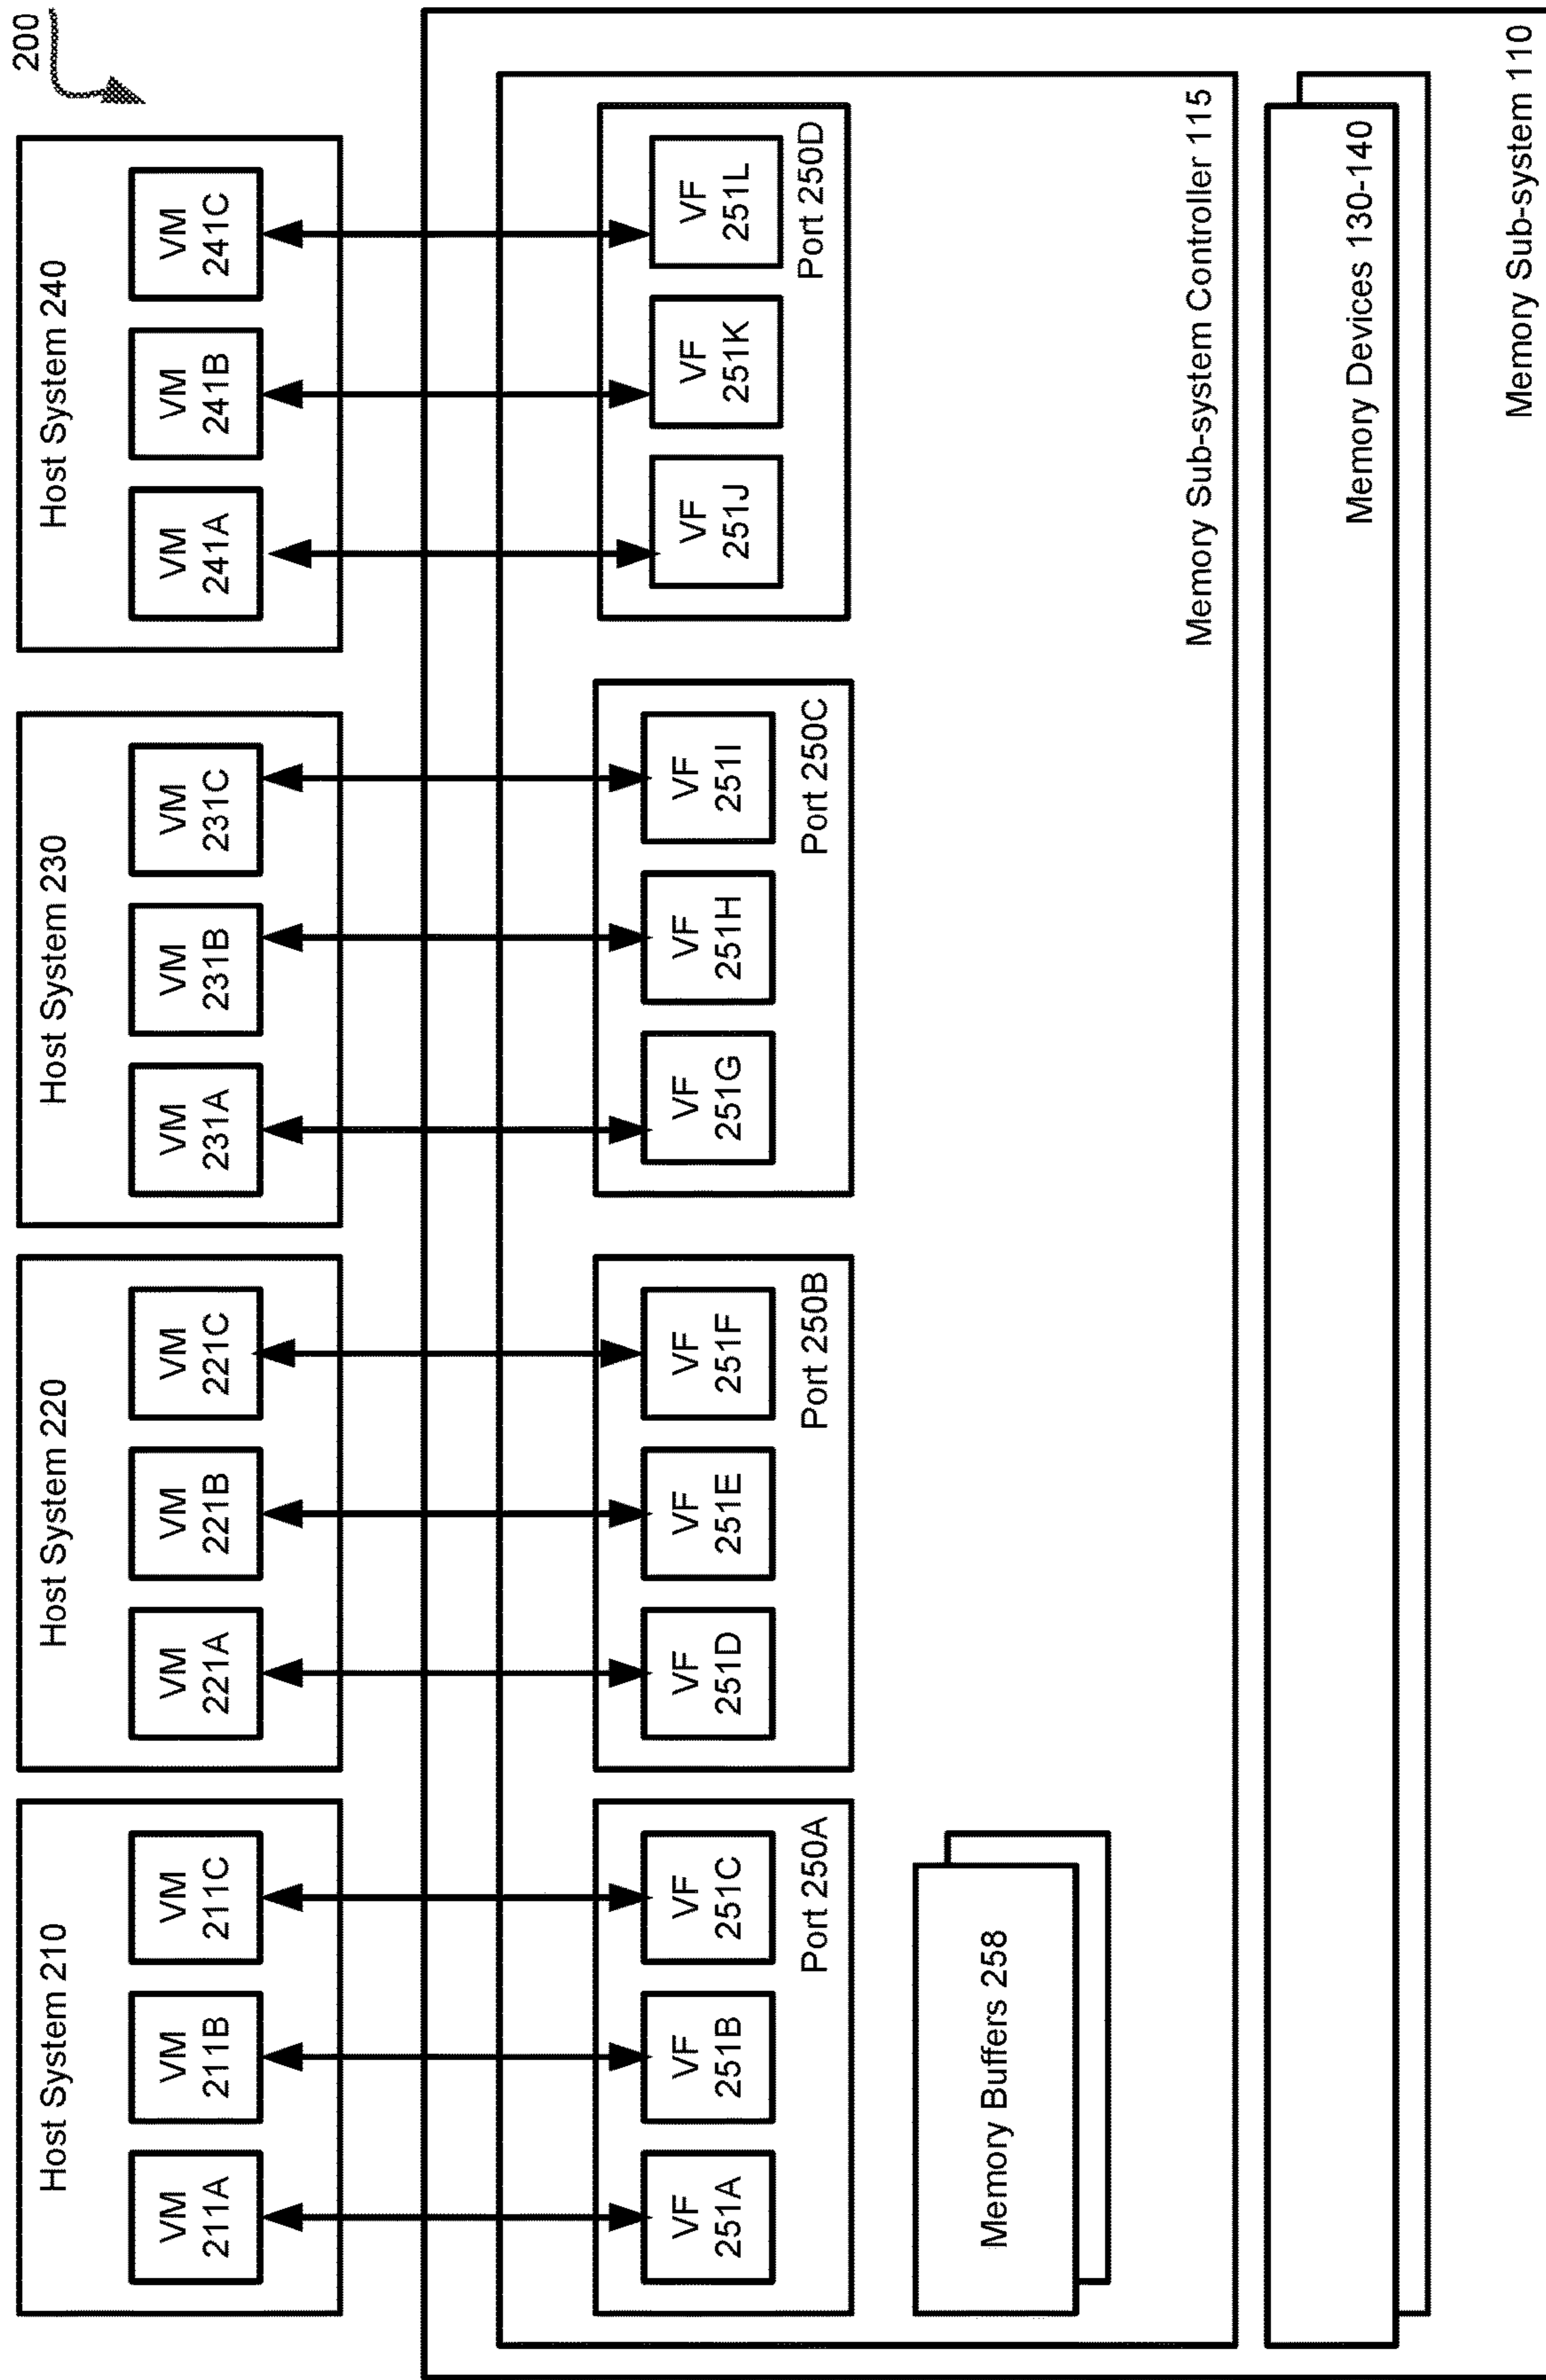 200
Host System 210
VM
211A
VM
211B
VM
211C
Host System 220
VM
221A
VM
221B
VM
221C
Host System 230
VM
231A
VM
231B
VM
231C
Host System 240
VM
241A
VM
241B
VM
241C
VF
251A
VF
251B
VF
251C
Port 250A
VF
251D
VF
251E
VF
251F
Port 250B
VF
251G
VF
251H
VF
251I
Port 250C
VF
251J
VF
251K
VF
251L
Port 250D
Memory Buffers 258
Memory Sub-system Controller 115
Memory Devices 130-140
Memory Sub-system 110